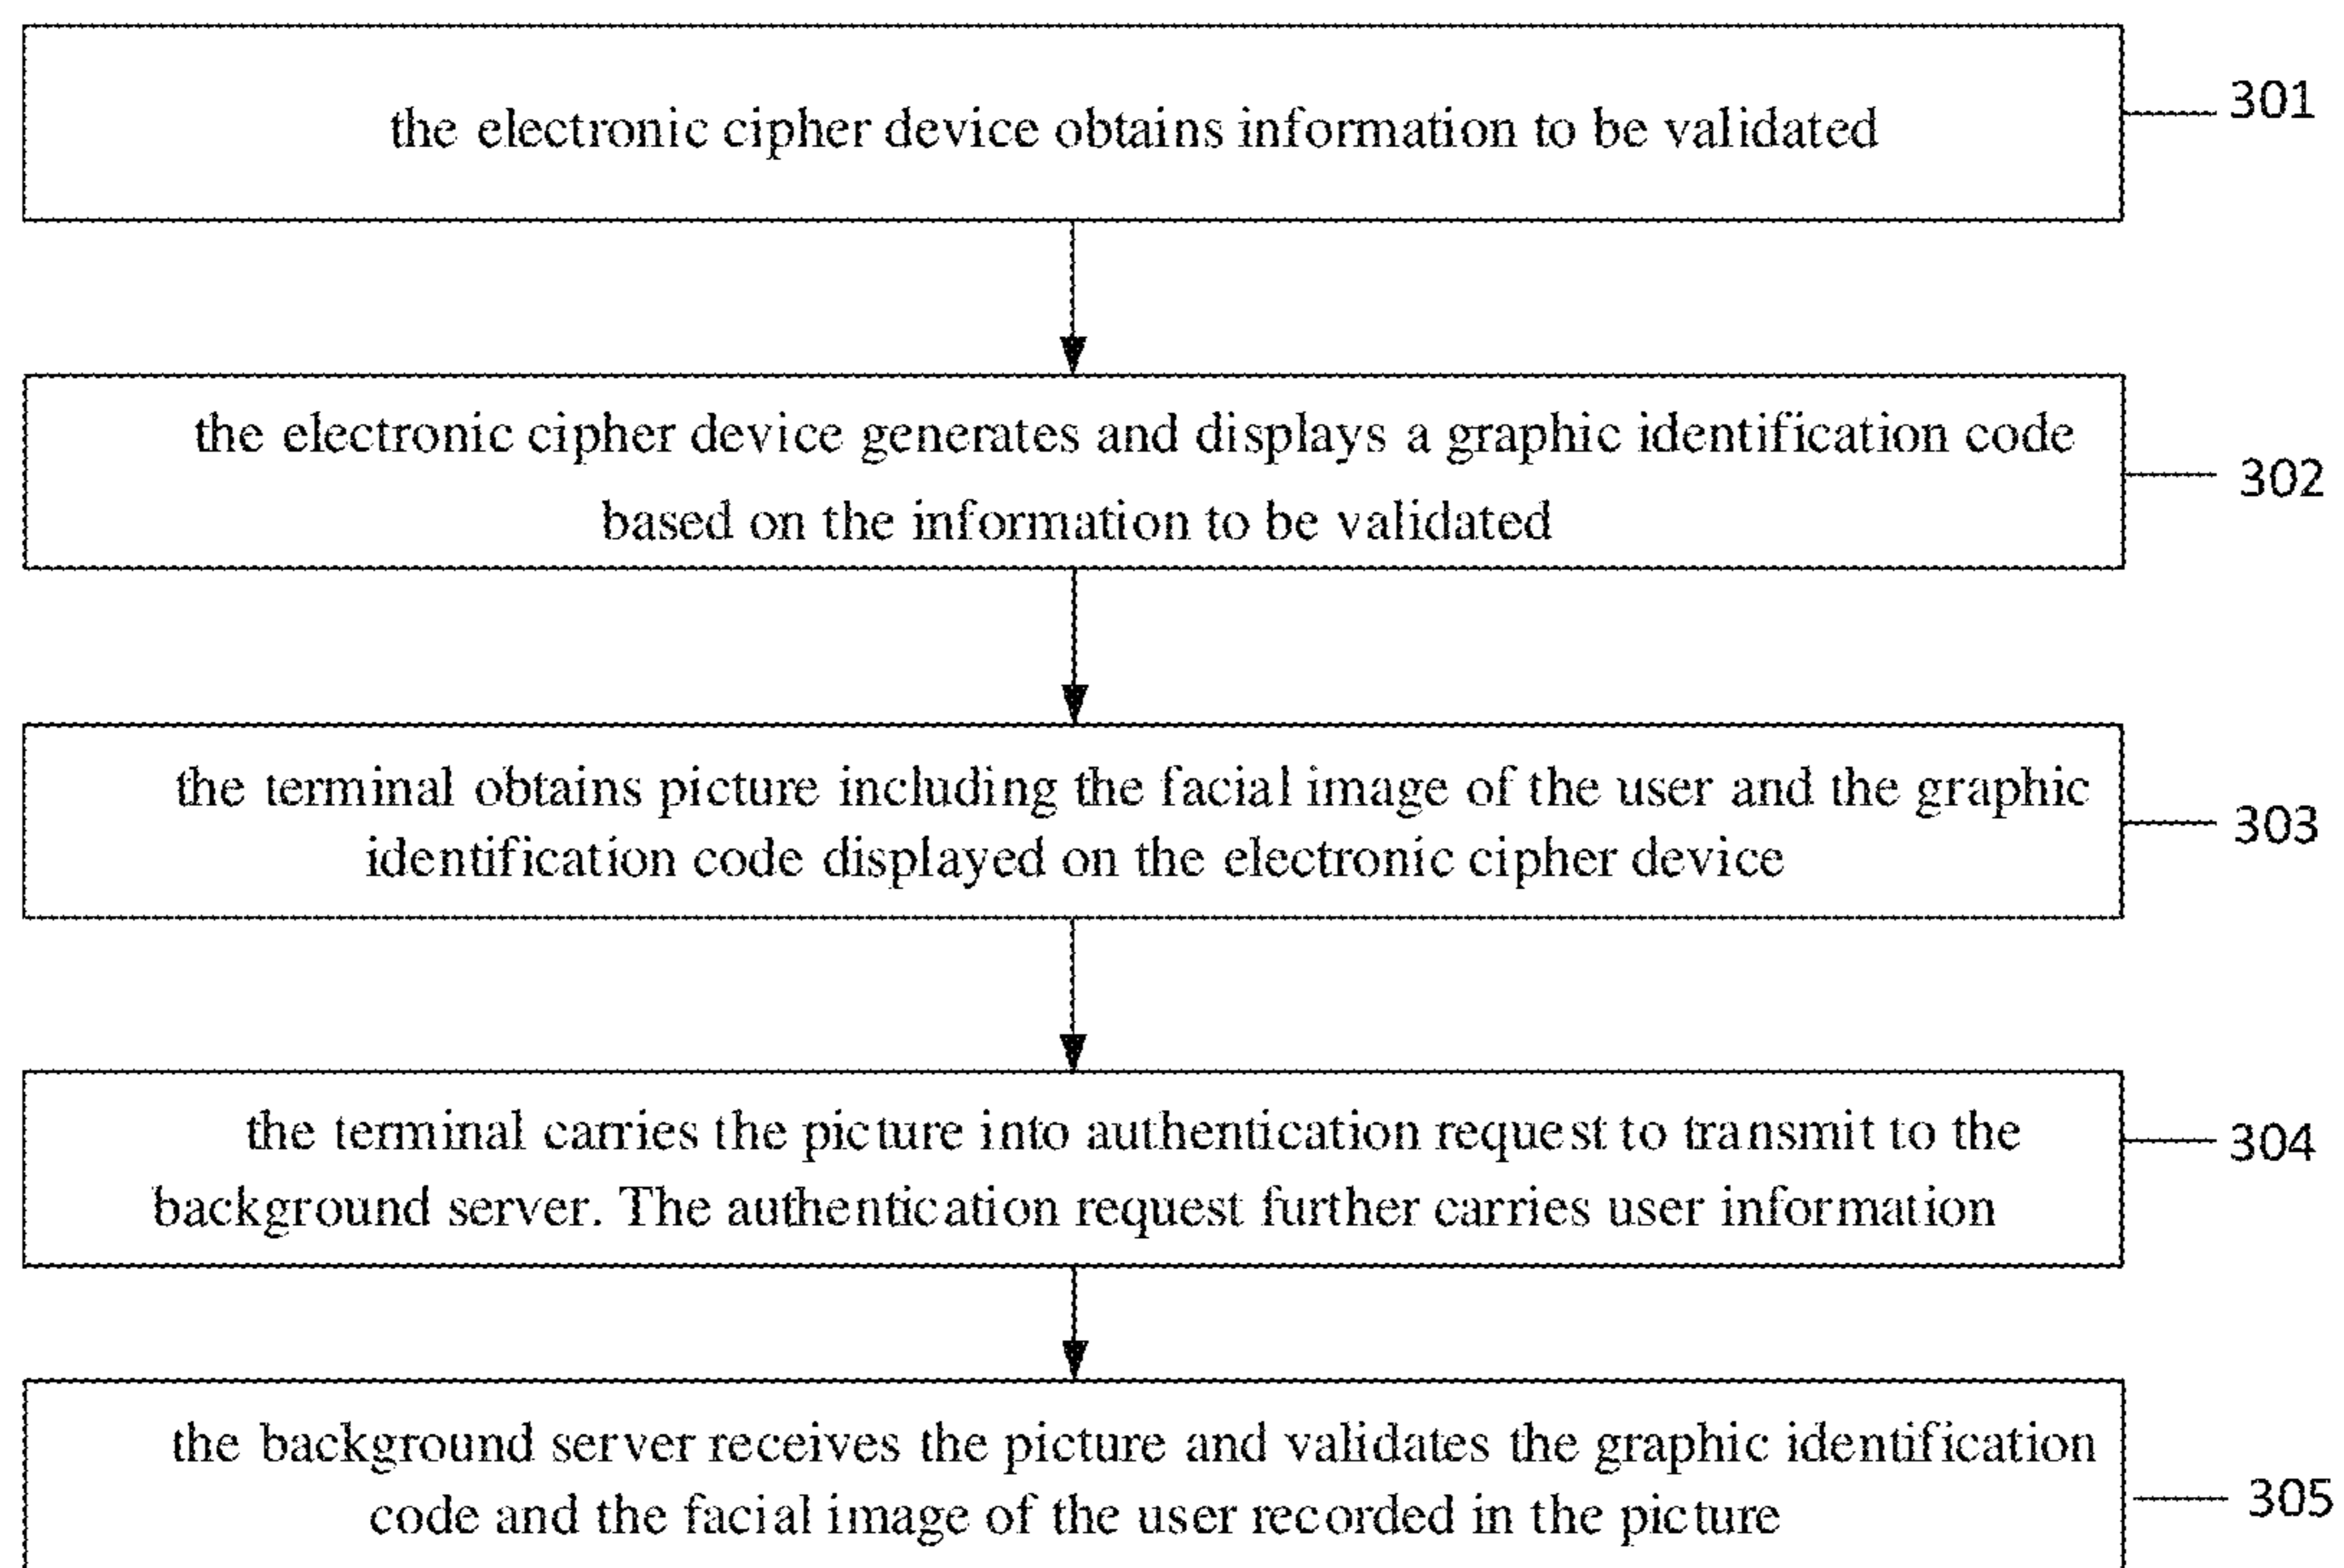 the electronic cipher device obtains information to be validated
301
the electronic cipher device generates and displays a graphic identification code
based on the information to be validated
302
the terminal obtains picture including the facial image of the user and the graphic
identification code displayed on the electronic cipher device
303
the terminal carries the picture into authentication request to transmit to the
background server. The authentication request further carries user information
304
the background server receives the picture and validates the graphic identification
code and the facial image of the user recorded in the picture
305